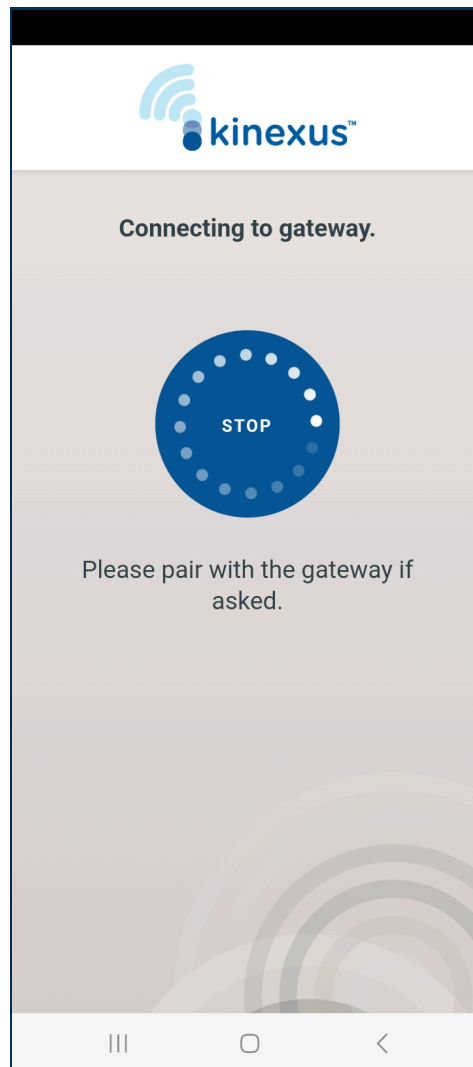 kinexus™
Connecting to gateway.
STOP
Please pair with the gateway if
asked.